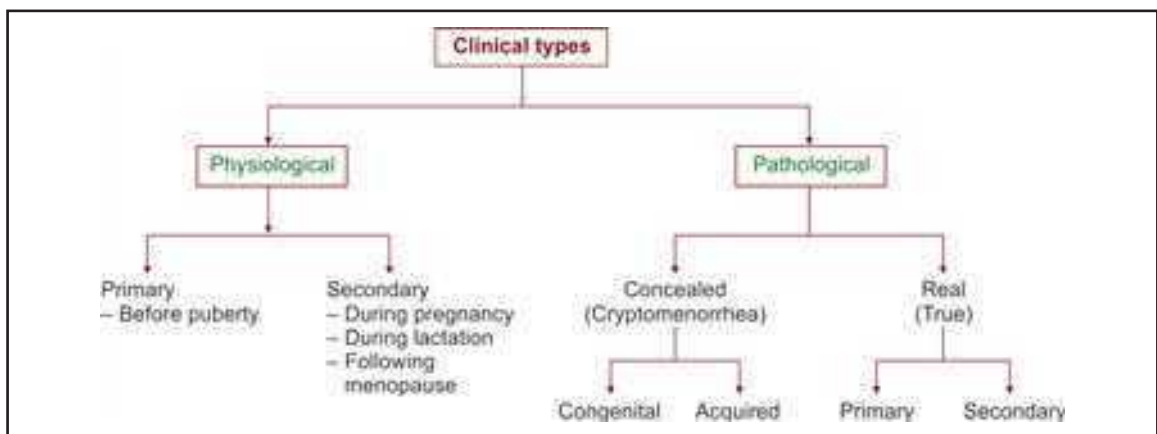 Clinical types
Physiological
Pathological
Primary
– Before puberty
Secondary
– During pregnancy
– During lactation
– Following
menopause
Concealed
(Cryptomenorrhea)
Real
(True)
Congenital
Acquired
Primary
Secondary